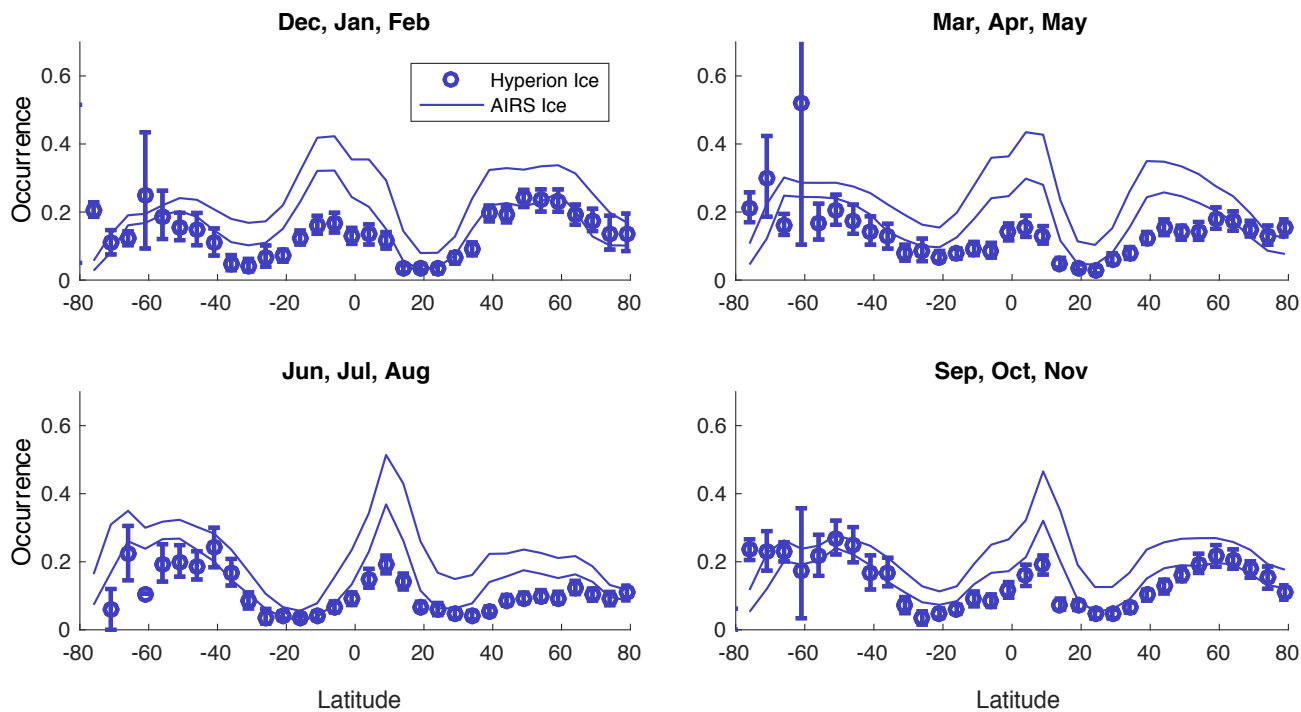 Dec, Jan, Feb
Mar, Apr, May
Occurrence
0.6
0.4
0.2
0
-80 -60 -40 -20 0 20 40 60 80
Hyperion Ice
AIRS Ice
0.6
0.4
0.2
0
-80 -60 -40 -20 0 20 40 60 80
Jun, Jul, Aug
Sep, Oct, Nov
Occurrence
0.6
0.4
0.2
0
-80 -60 -40 -20 0 20 40 60 80
Latitude
0.6
0.4
0.2
0
-80 -60 -40 -20 0 20 40 60 80
Latitude